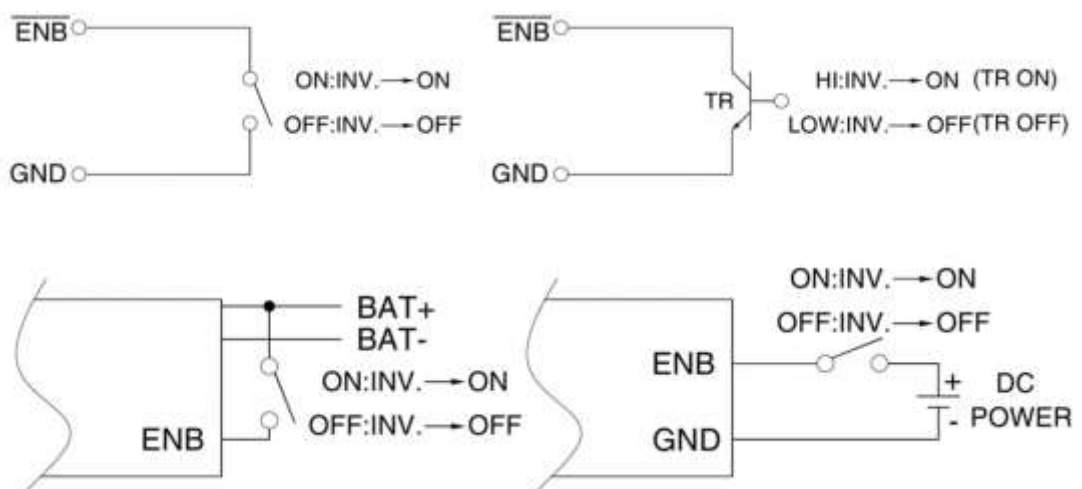 ENB
ON:INV.→ON
OFF:INV.→OFF
GND
ENB
TR
HI:INV.→ON (TR ON)
LOW:INV.→OFF(TR OFF)
GND
BAT+
BAT-
ON:INV.→ON
OFF:INV.→OFF
ENB
ON:INV.→ON
OFF:INV.→OFF
ENB
+
DC
- POWER
GND